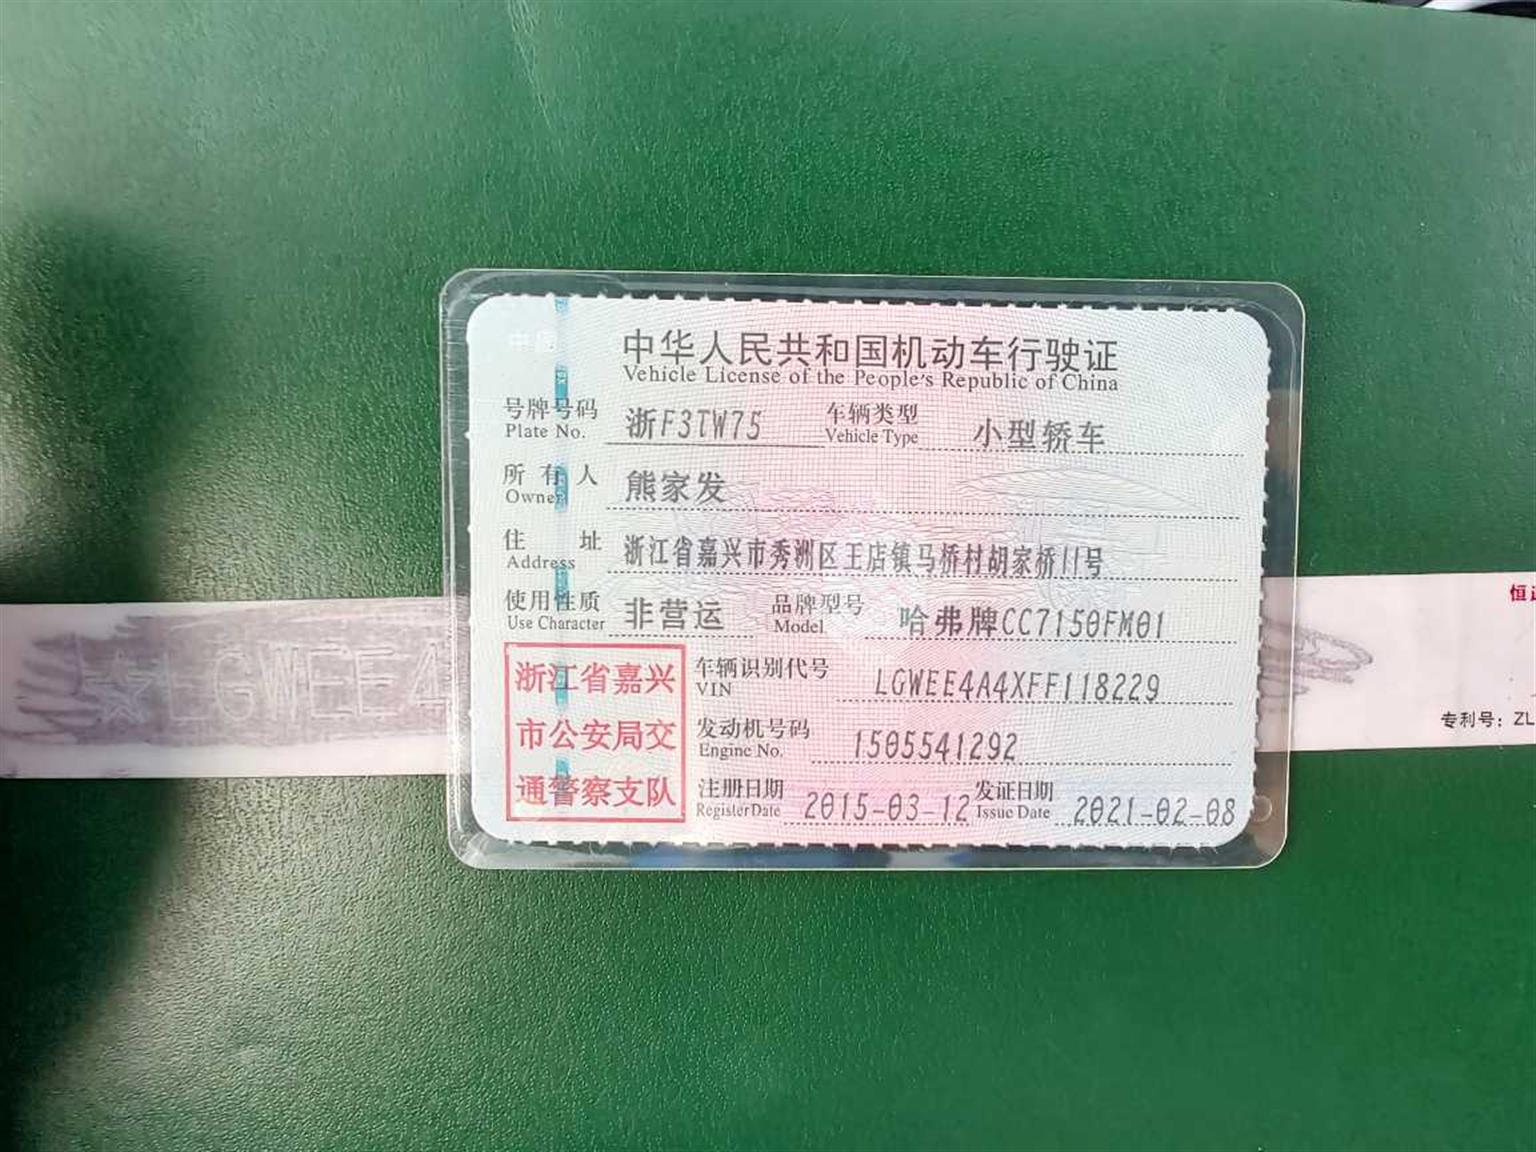 中华人民共和国机动车行驶证
Vehicle License of the People's Republic of China
号牌号码 浙F3TW75 车辆类型 小型轿车
Plate No. Vehicle Type
所有人 熊家发
Owner
住址 浙江省嘉兴市秀洲区王店镇马桥村胡家桥11号
Address
使用性质 非营运 品牌型号 哈弗牌CC7150FM01
Use Character Model
浙江省嘉兴
市公安局交
通警察支队
车辆识别代号 LGWEE4A4XFF118229
VIN
发动机号码 1505541292
Engine No.
注册日期 2015-03-12 发证日期 2021-02-08
Register Date Issue Date
☆LGWEE4
专利号：ZL